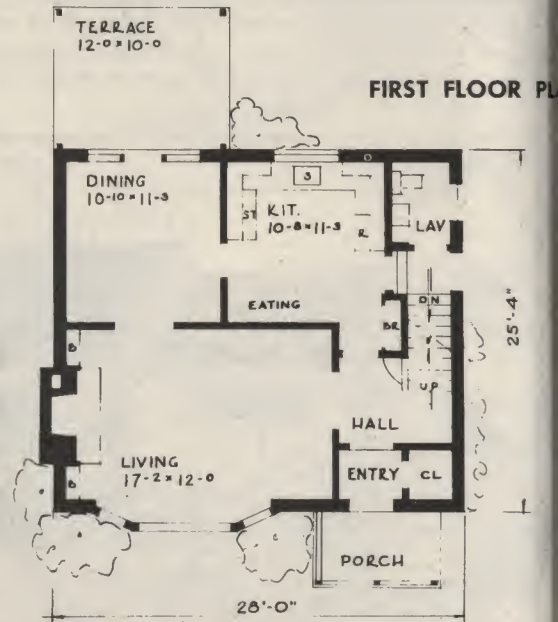 TERRACE
12-0 × 10-0
FIRST FLOOR PL
DINING
10-10 × 11-3
S
ST
KIT.
10-8 × 11-3
R
LAV
EATING
BR
DN
UP
25'-4"
B
HALL
LIVING
17-2 × 12-0
B
ENTRY
CL
PORCH
28'-0"